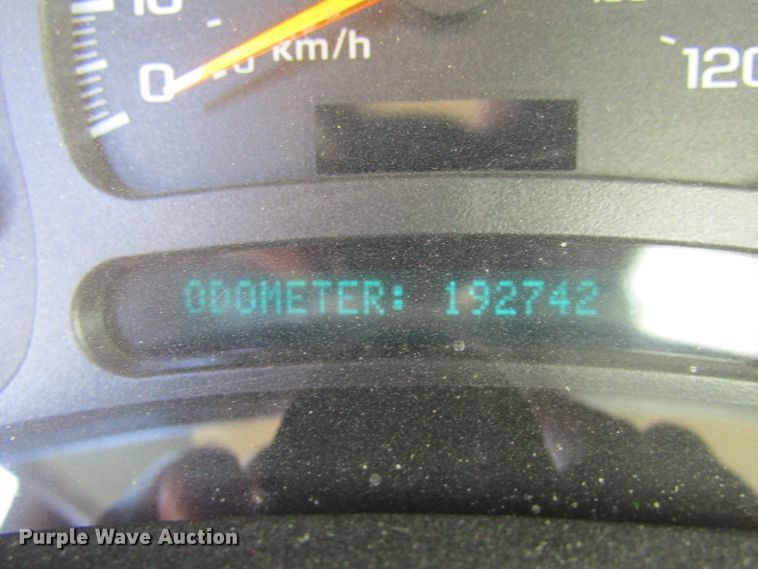 10
0
km/h
120
ODOMETER: 192742
Purple Wave Auction